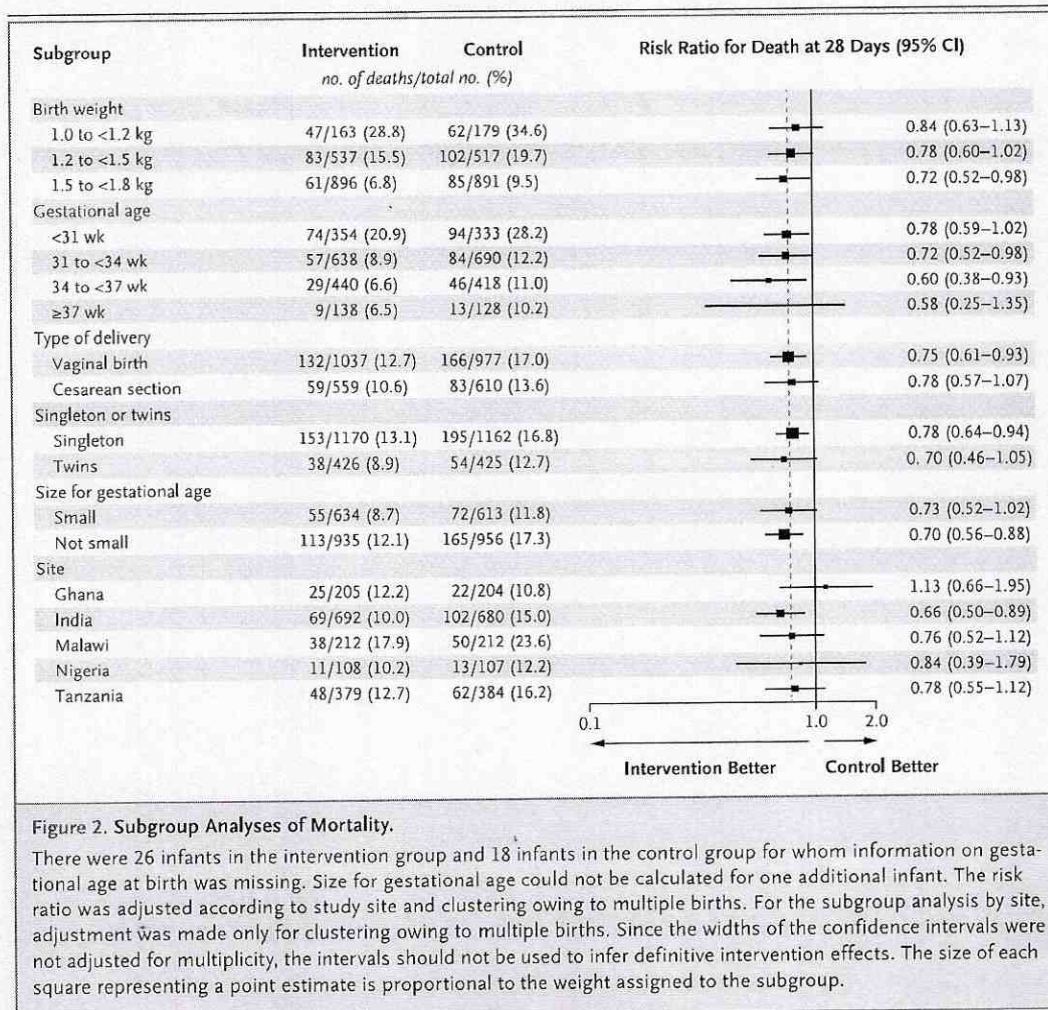 Subgroup Intervention Control Risk Ratio for Death at 28 Days (95% CI)
no. of deaths/total no. (%)
Birth weight
1.0 to <1.2 kg 47/163 (28.8) 62/179 (34.6) 0.84 (0.63–1.13)
1.2 to <1.5 kg 83/537 (15.5) 102/517 (19.7) 0.78 (0.60–1.02)
1.5 to <1.8 kg 61/896 (6.8) 85/891 (9.5) 0.72 (0.52–0.98)
Gestational age
<31 wk 74/354 (20.9) 94/333 (28.2) 0.78 (0.59–1.02)
31 to <34 wk 57/638 (8.9) 84/690 (12.2) 0.72 (0.52–0.98)
34 to <37 wk 29/440 (6.6) 46/418 (11.0) 0.60 (0.38–0.93)
≥37 wk 9/138 (6.5) 13/128 (10.2) 0.58 (0.25–1.35)
Type of delivery
Vaginal birth 132/1037 (12.7) 166/977 (17.0) 0.75 (0.61–0.93)
Cesarean section 59/559 (10.6) 83/610 (13.6) 0.78 (0.57–1.07)
Singleton or twins
Singleton 153/1170 (13.1) 195/1162 (16.8) 0.78 (0.64–0.94)
Twins 38/426 (8.9) 54/425 (12.7) 0.70 (0.46–1.05)
Size for gestational age
Small 55/634 (8.7) 72/613 (11.8) 0.73 (0.52–1.02)
Not small 113/935 (12.1) 165/956 (17.3) 0.70 (0.56–0.88)
Site
Ghana 25/205 (12.2) 22/204 (10.8) 1.13 (0.66–1.95)
India 69/692 (10.0) 102/680 (15.0) 0.66 (0.50–0.89)
Malawi 38/212 (17.9) 50/212 (23.6) 0.76 (0.52–1.12)
Nigeria 11/108 (10.2) 13/107 (12.2) 0.84 (0.39–1.79)
Tanzania 48/379 (12.7) 62/384 (16.2) 0.78 (0.55–1.12)
0.1 1.0 2.0
Intervention Better Control Better
Figure 2. Subgroup Analyses of Mortality.
There were 26 infants in the intervention group and 18 infants in the control group for whom information on gesta-
tional age at birth was missing. Size for gestational age could not be calculated for one additional infant. The risk
ratio was adjusted according to study site and clustering owing to multiple births. For the subgroup analysis by site,
adjustment was made only for clustering owing to multiple births. Since the widths of the confidence intervals were
not adjusted for multiplicity, the intervals should not be used to infer definitive intervention effects. The size of each
square representing a point estimate is proportional to the weight assigned to the subgroup.